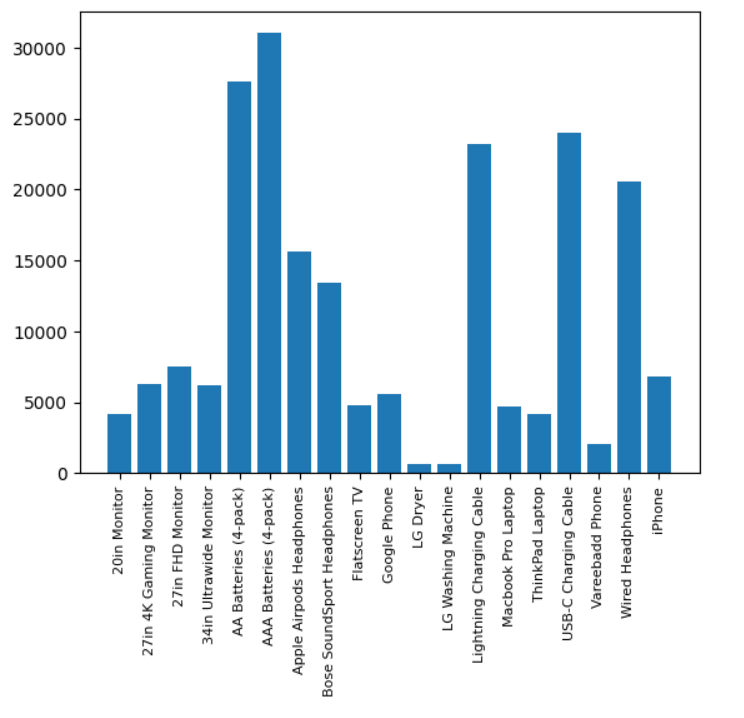 30000
25000
20000
15000
10000
5000
0
20in Monitor
27in 4K Gaming Monitor
27in FHD Monitor
34in Ultrawide Monitor
AA Batteries (4-pack)
AAA Batteries (4-pack)
Apple Airpods Headphones
Bose SoundSport Headphones
Flatscreen TV
Google Phone
LG Dryer
LG Washing Machine
Lightning Charging Cable
Macbook Pro Laptop
ThinkPad Laptop
USB-C Charging Cable
Vareebadd Phone
Wired Headphones
iPhone